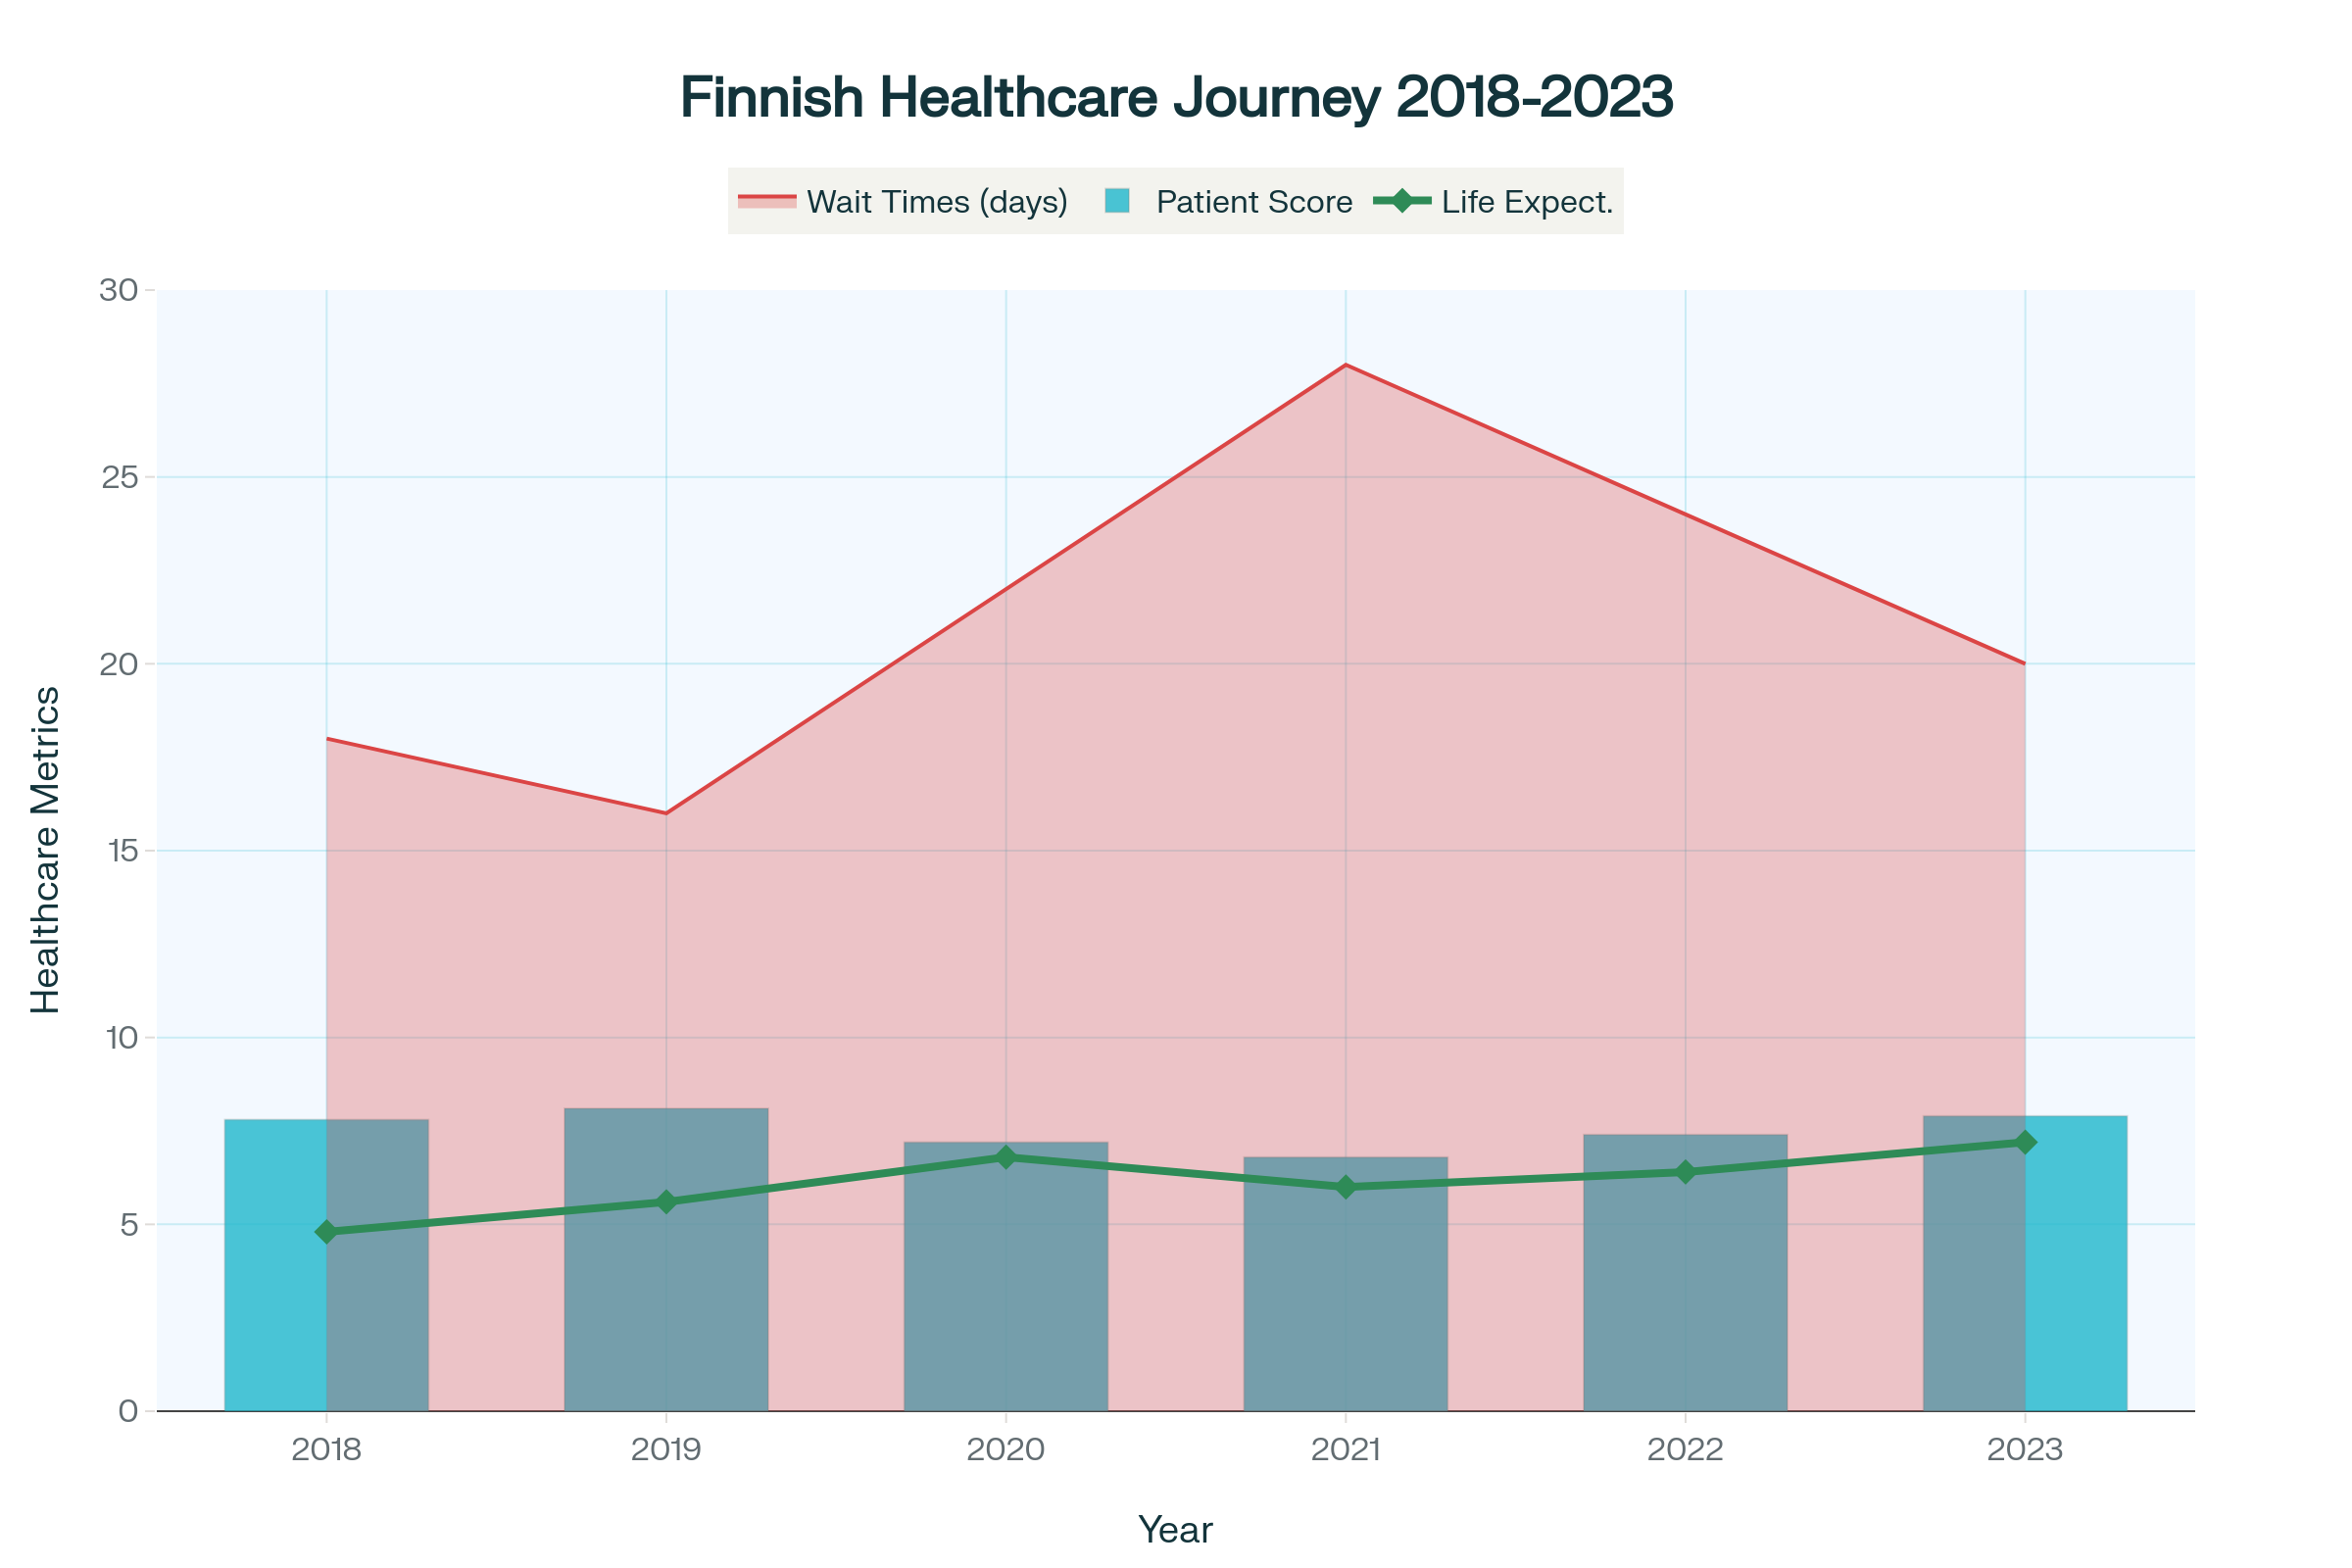 Finnish Healthcare Journey 2018-2023
Wait Times (days) Patient Score Life Expect.
30
25
20
15
10
5
0
Healthcare Metrics
2018 2019 2020 2021 2022 2023
Year